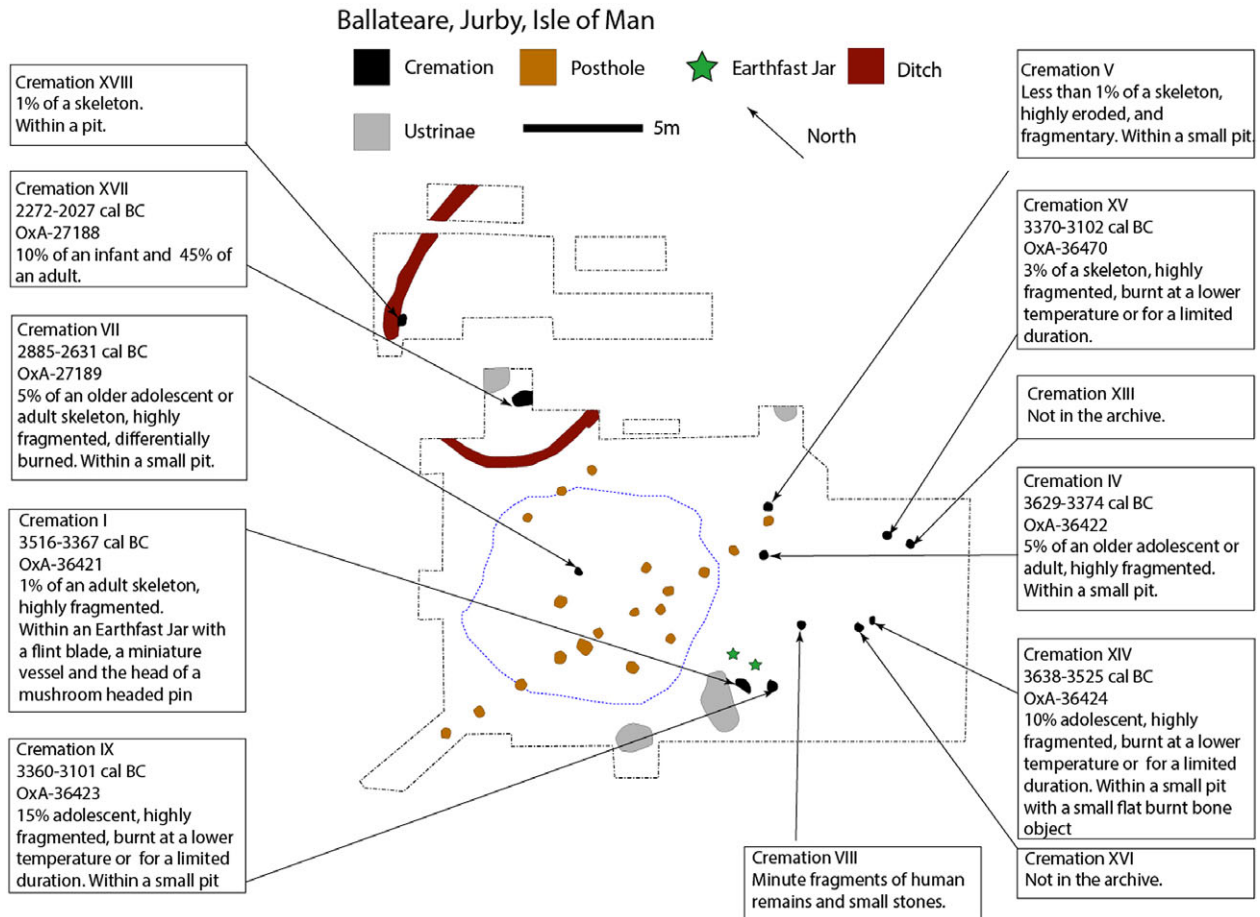 Ballateare, Jurby, Isle of Man
Cremation
Posthole
Earthfast Jar
Ditch
Ustrinae
5m
North
Cremation XVIII
1% of a skeleton.
Within a pit.
Cremation XVII
2272-2027 cal BC
OxA-27188
10% of an infant and 45% of
an adult.
Cremation VII
2885-2631 cal BC
OxA-27189
5% of an older adolescent or
adult skeleton, highly
fragmented, differentially
burned. Within a small pit.
Cremation I
3516-3367 cal BC
OxA-36421
1% of an adult skeleton,
highly fragmented.
Within an Earthfast Jar with
a flint blade, a miniature
vessel and the head of a
mushroom headed pin
Cremation IX
3360-3101 cal BC
OxA-36423
15% adolescent, highly
fragmented, burnt at a lower
temperature or for a limited
duration. Within a small pit
Cremation V
Less than 1% of a skeleton,
highly eroded, and
fragmentary. Within a small pit.
Cremation XV
3370-3102 cal BC
OxA-36470
3% of a skeleton, highly
fragmented, burnt at a lower
temperature or for a limited
duration.
Cremation XIII
Not in the archive.
Cremation IV
3629-3374 cal BC
OxA-36422
5% of an older adolescent or
adult, highly fragmented.
Within a small pit.
Cremation XIV
3638-3525 cal BC
OxA-36424
10% adolescent, highly
fragmented, burnt at a lower
temperature or for a limited
duration. Within a small pit
with a small flat burnt bone
object
Cremation XVI
Not in the archive.
Cremation VIII
Minute fragments of human
remains and small stones.